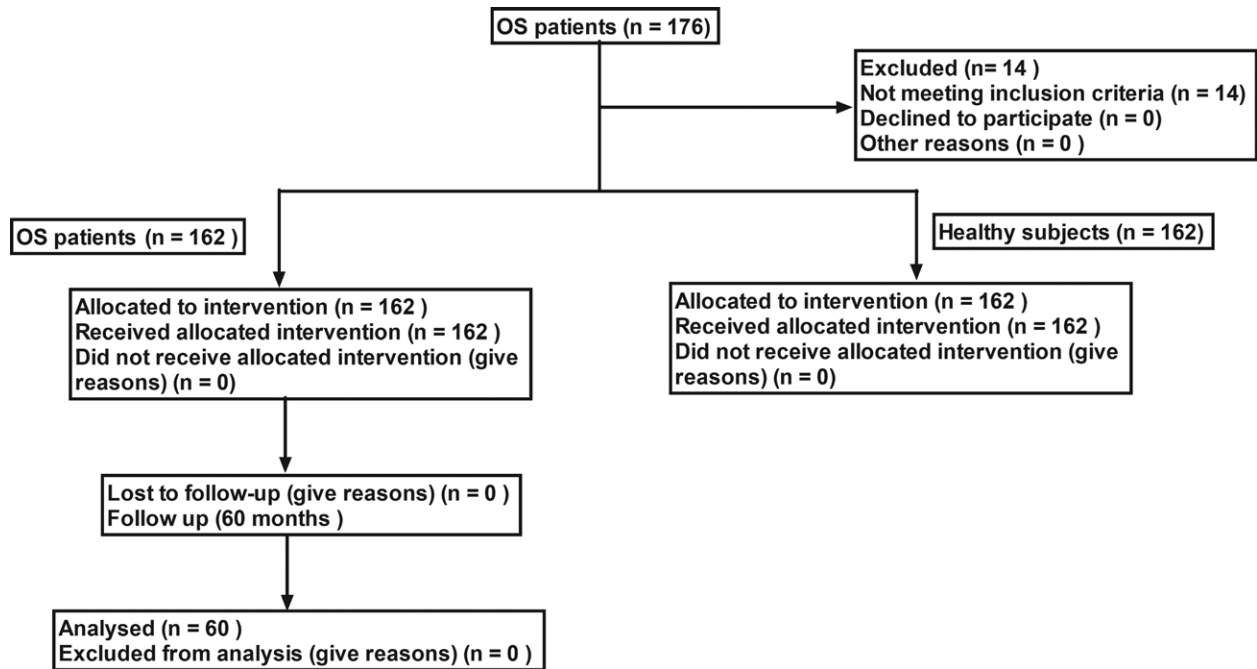 OS patients (n = 176)
Excluded (n= 14 )
Not meeting inclusion criteria (n = 14)
Declined to participate (n = 0)
Other reasons (n = 0 )
OS patients (n = 162 )
Healthy subjects (n = 162)
Allocated to intervention (n = 162 )
Received allocated intervention (n = 162 )
Did not receive allocated intervention (give
reasons) (n = 0)
Allocated to intervention (n = 162 )
Received allocated intervention (n = 162 )
Did not receive allocated intervention (give
reasons) (n = 0)
Lost to follow-up (give reasons) (n = 0 )
Follow up (60 months )
Analysed (n = 60 )
Excluded from analysis (give reasons) (n = 0 )